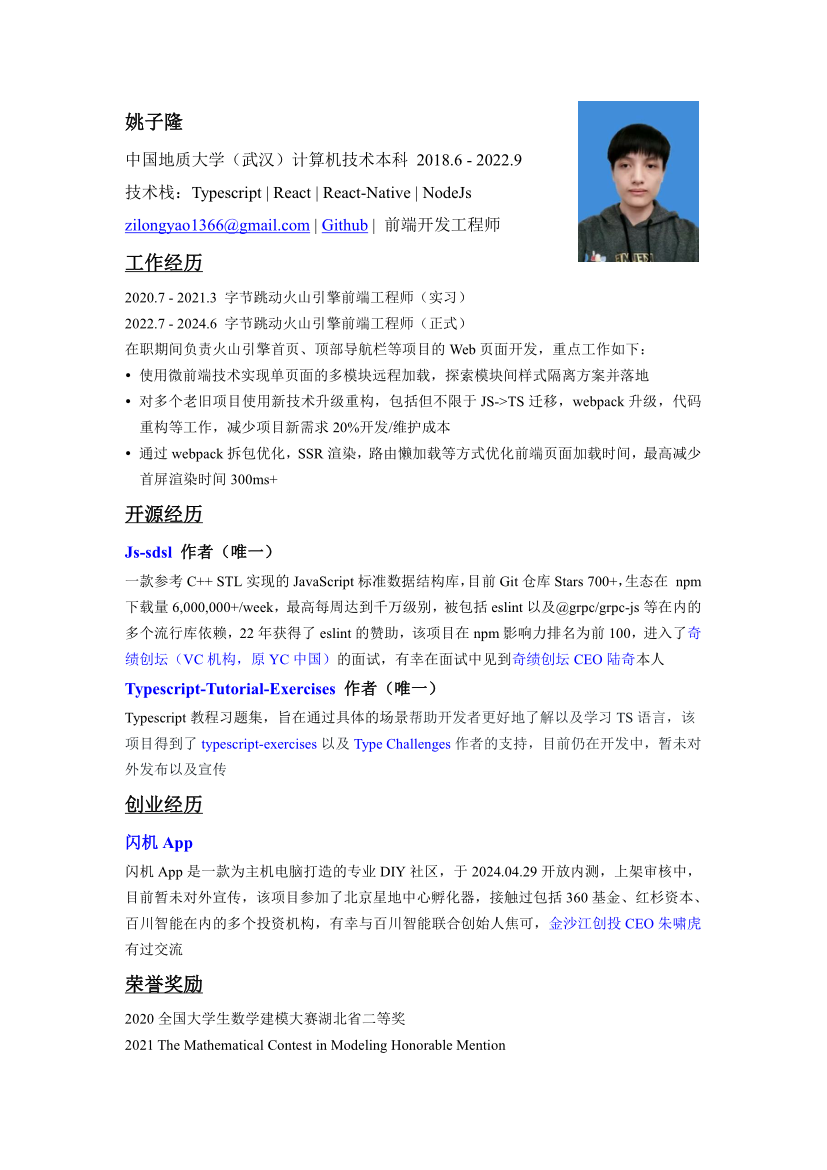 姚子隆
中国地质大学（武汉）计算机技术本科 2018.6 - 2022.9
技术栈：Typescript | React | React-Native | NodeJs
zilongyao1366@gmail.com | Github | 前端开发工程师
工作经历
2020.7 - 2021.3 字节跳动火山引擎前端工程师（实习）
2022.7 - 2024.6 字节跳动火山引擎前端工程师（正式）
在职期间负责火山引擎首页、顶部导航栏等项目的 Web 页面开发，重点工作如下：
• 使用微前端技术实现单页面的多模块远程加载，探索模块间样式隔离方案并落地
• 对多个老旧项目使用新技术升级重构，包括但不限于 JS->TS 迁移，webpack 升级，代码
重构等工作，减少项目新需求 20%开发/维护成本
• 通过 webpack 拆包优化，SSR 渲染，路由懒加载等方式优化前端页面加载时间，最高减少
首屏渲染时间 300ms+
开源经历
Js-sdsl 作者（唯一）
一款参考 C++ STL 实现的 JavaScript 标准数据结构库，目前 Git 仓库 Stars 700+，生态在 npm
下载量 6,000,000+/week，最高每周达到千万级别，被包括 eslint 以及@grpc/grpc-js 等在内的
多个流行库依赖，22 年获得了 eslint 的赞助，该项目在 npm 影响力排名为前 100，进入了奇
绩创坛（VC 机构，原 YC 中国）的面试，有幸在面试中见到奇绩创坛 CEO 陆奇本人
Typescript-Tutorial-Exercises 作者（唯一）
Typescript 教程习题集，旨在通过具体的场景帮助开发者更好地了解以及学习 TS 语言，该
项目得到了 typescript-exercises 以及 Type Challenges 作者的支持，目前仍在开发中，暂未对
外发布以及宣传
创业经历
闪机 App
闪机 App 是一款为主机电脑打造的专业 DIY 社区，于 2024.04.29 开放内测，上架审核中，
目前暂未对外宣传，该项目参加了北京星地中心孵化器，接触过包括 360 基金、红杉资本、
百川智能在内的多个投资机构，有幸与百川智能联合创始人焦可，金沙江创投 CEO 朱啸虎
有过交流
荣誉奖励
2020 全国大学生数学建模大赛湖北省二等奖
2021 The Mathematical Contest in Modeling Honorable Mention